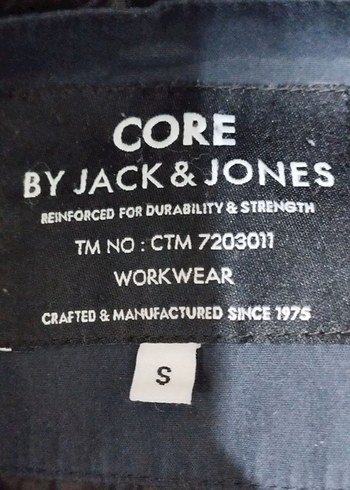 CORE
BY JACK & JONES
REINFORCED FOR DURABILITY & STRENGTH
TM NO : CTM 7203011
WORKWEAR
CRAFTED & MANUFACTURED SINCE 1975
S